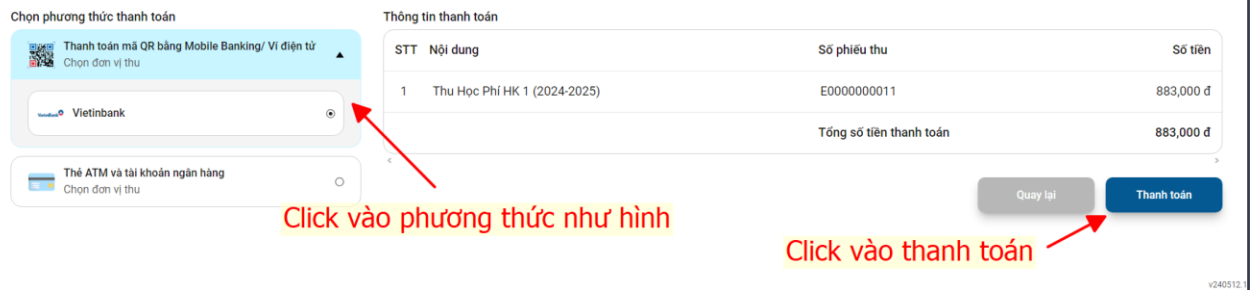 Chọn phương thức thanh toán
Thanh toán mã QR bằng Mobile Banking/ Ví điện tử
Chọn đơn vị thu
VietinBank Vietinbank
Thẻ ATM và tài khoản ngân hàng
Chọn đơn vị thu
Thông tin thanh toán
STT Nội dung Số phiếu thu Số tiền
1 Thu Học Phí HK 1 (2024-2025) E0000000011 883,000 đ
Tổng số tiền thanh toán 883,000 đ
Quay lại Thanh toán
Click vào phương thức như hình
Click vào thanh toán
v240512.1